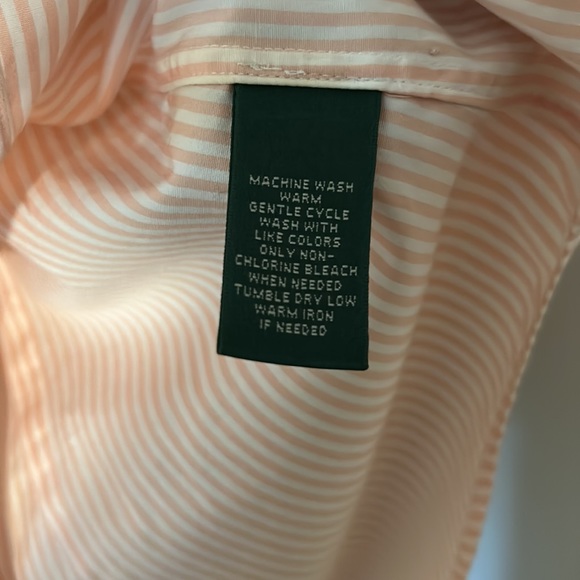 MACHINE WASH
WARM
GENTLE CYCLE
WASH WITH
LIKE COLORS
ONLY NON-
CHLORINE BLEACH
WHEN NEEDED
TUMBLE DRY LOW
WARM IRON
IF NEEDED